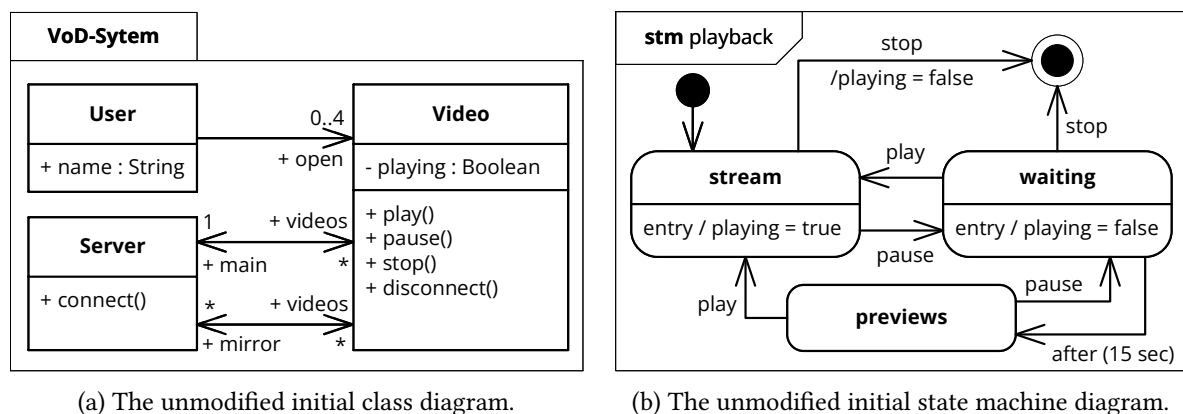 VoD-Sytem
User
+ name : String
0..4
+ open
Video
- playing : Boolean
+ play()
+ pause()
+ stop()
+ disconnect()
Server
+ connect()
1
+ videos
+ main
*
*
+ videos
+ mirror
*
(a) The unmodified initial class diagram.
stm playback
stop
/playing = false
stop
stream
entry / playing = true
play
pause
waiting
entry / playing = false
play
previews
pause
after (15 sec)
(b) The unmodified initial state machine diagram.